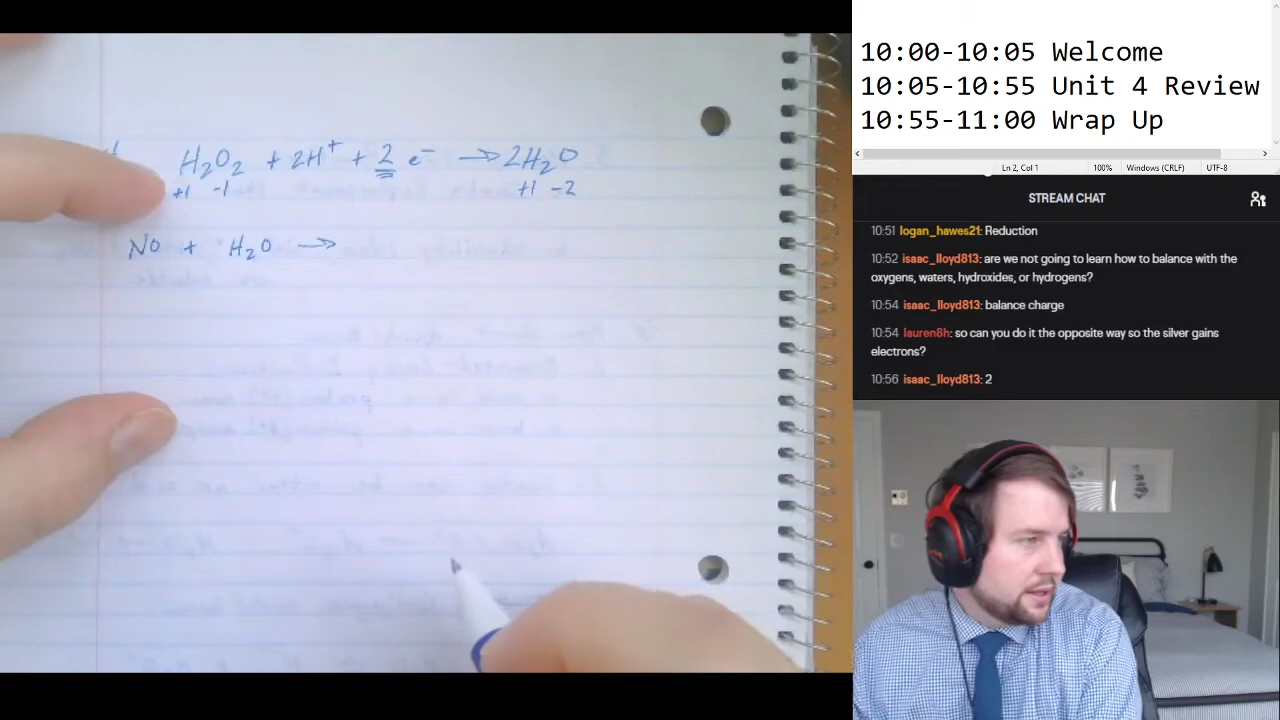 H₂O₂ + 2H⁺ + 2 e⁻ → 2H₂O
+1 -1 +1 -2
NO + H₂O →
10:00-10:05 Welcome
10:05-10:55 Unit 4 Review
10:55-11:00 Wrap Up
Ln 2, Col 1 100% Windows (CRLF) UTF-8
STREAM CHAT
10:51 logan_hawes21: Reduction
10:52 isaac_lloyd813: are we not going to learn how to balance with the
oxygens, waters, hydroxides, or hydrogens?
10:54 isaac_lloyd813: balance charge
10:54 lauren8h: so can you do it the opposite way so the silver gains
electrons?
10:56 isaac_lloyd813: 2